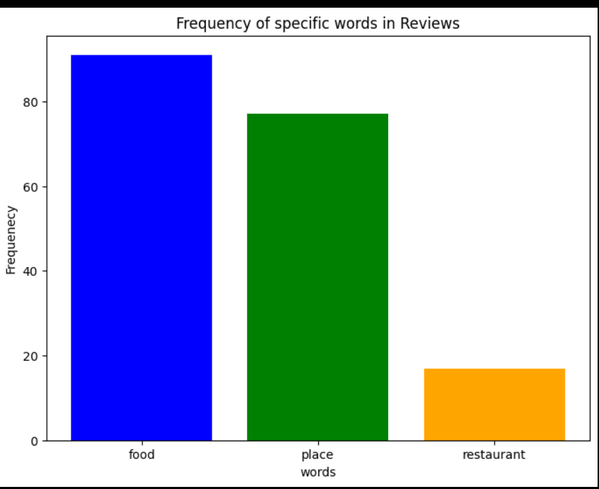 Frequency of specific words in Reviews
Frequenecy
80
60
40
20
0
food place restaurant
words